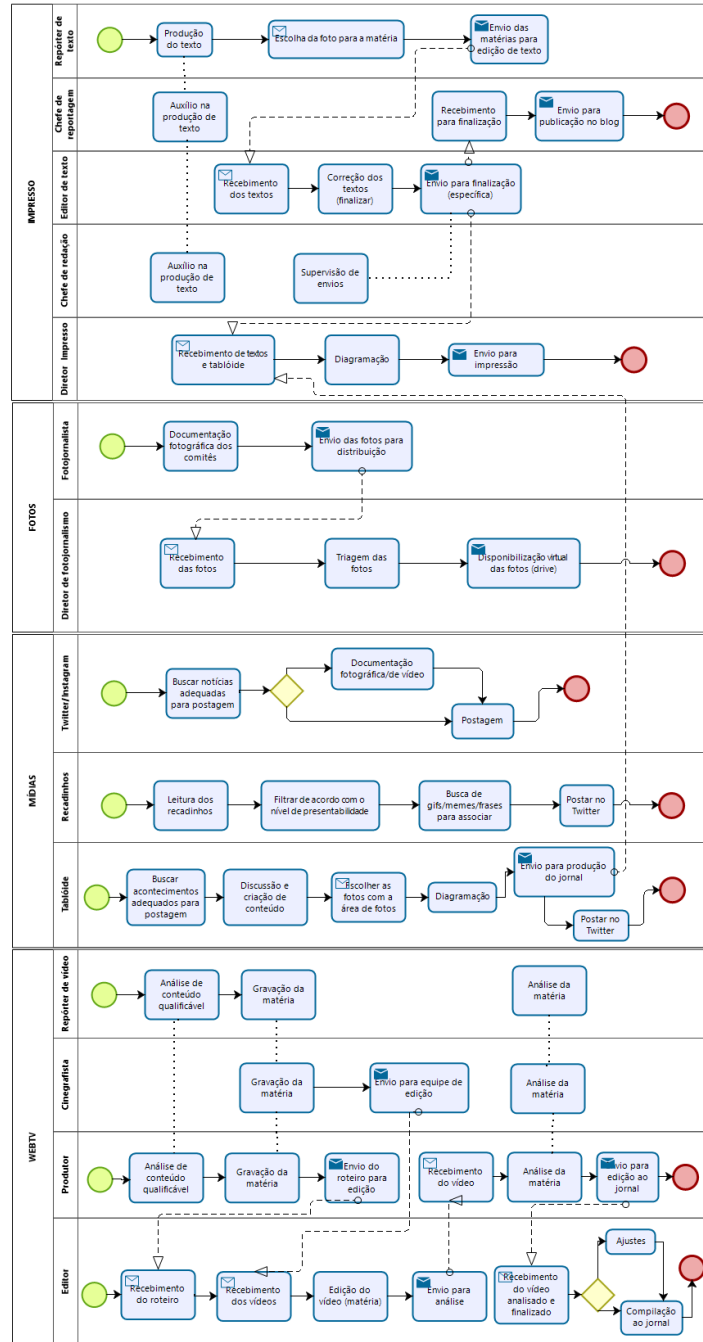 IMPRESSO
Repórter de
texto
Produção
do texto
Escolha da foto para a matéria
Envio das
matérias para
edição de texto
Chefe de
reportagem
Auxílio na
produção de
texto
Recebimento
para finalização
Envio para
publicação no blog
Editor de texto
Recebimento
dos textos
Correção dos
textos
(finalizar)
Envio para finalização
(específica)
Chefe de redação
Auxílio na
produção de
texto
Supervisão de
envios
Diretor Impresso
Recebimento de textos
e tablóide
Diagramação
Envio para
impressão
FOTOS
Fotojornalista
Documentação
fotográfica dos
comitês
Envio das fotos para
distribuição
Diretor de fotojornalismo
Recebimento
das fotos
Triagem das
fotos
Disponibilização virtual
das fotos (drive)
MÍDIAS
Twitter/Instagram
Buscar notícias
adequadas
para postagem
Documentação
fotográfica/de vídeo
Postagem
Recadinhos
Leitura dos
recadinhos
Filtrar de acordo com o
nível de presentabilidade
Busca de
gifs/memes/frases
para associar
Postar no
Twitter
Tablóide
Buscar
acontecimentos
adequados para
postagem
Discussão e
criação de
conteúdo
Escolher as
fotos com a
área de fotos
Diagramação
Envio para produção
do jornal
Postar no
Twitter
WEBTV
Repórter de vídeo
Análise de
conteúdo
qualificável
Gravação da
matéria
Análise da
matéria
Cinegrafista
Gravação da
matéria
Envio para equipe de
edição
Análise da
matéria
Produtor
Análise de
conteúdo
qualificável
Gravação da
matéria
Envio do
roteiro para
edição
Recebimento
do vídeo
Análise da
matéria
Envio para
edição ao
jornal
Editor
Recebimento
do roteiro
Recebimento
dos vídeos
Edição do
vídeo (matéria)
Envio para
análise
Recebimento
do vídeo
analisado e
finalizado
Ajustes
Compilação
ao jornal